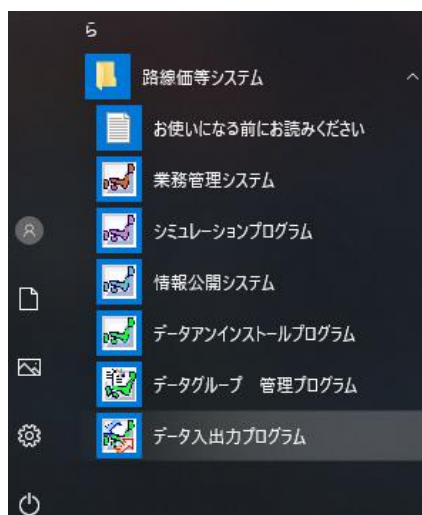 ら
路線価等システム
お使いになる前にお読みください
業務管理システム
シミュレーションプログラム
情報公開システム
データアンインストールプログラム
データグループ　管理プログラム
データ入出力プログラム